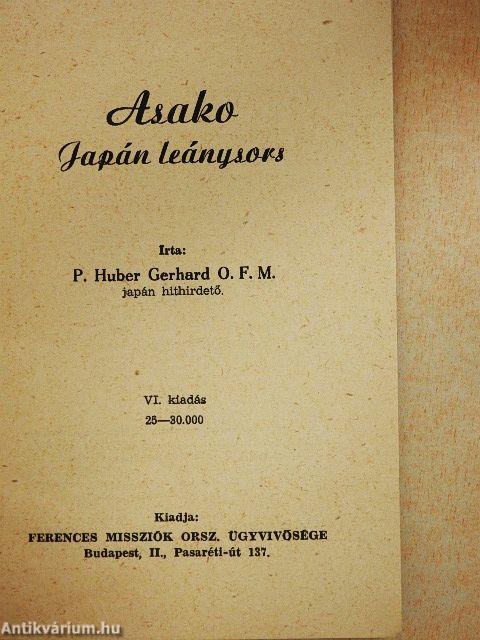 Asako
Japán leánysors
Irta:
P. Huber Gerhard O. F. M.
japán hithirdető.
VI. kiadás
25—30.000
Kiadja:
FERENCES MISSZIÓK ORSZ. ÜGYVIVŐSÉGE
Budapest, II., Pasaréti-út 137.
Antikvárium.hu